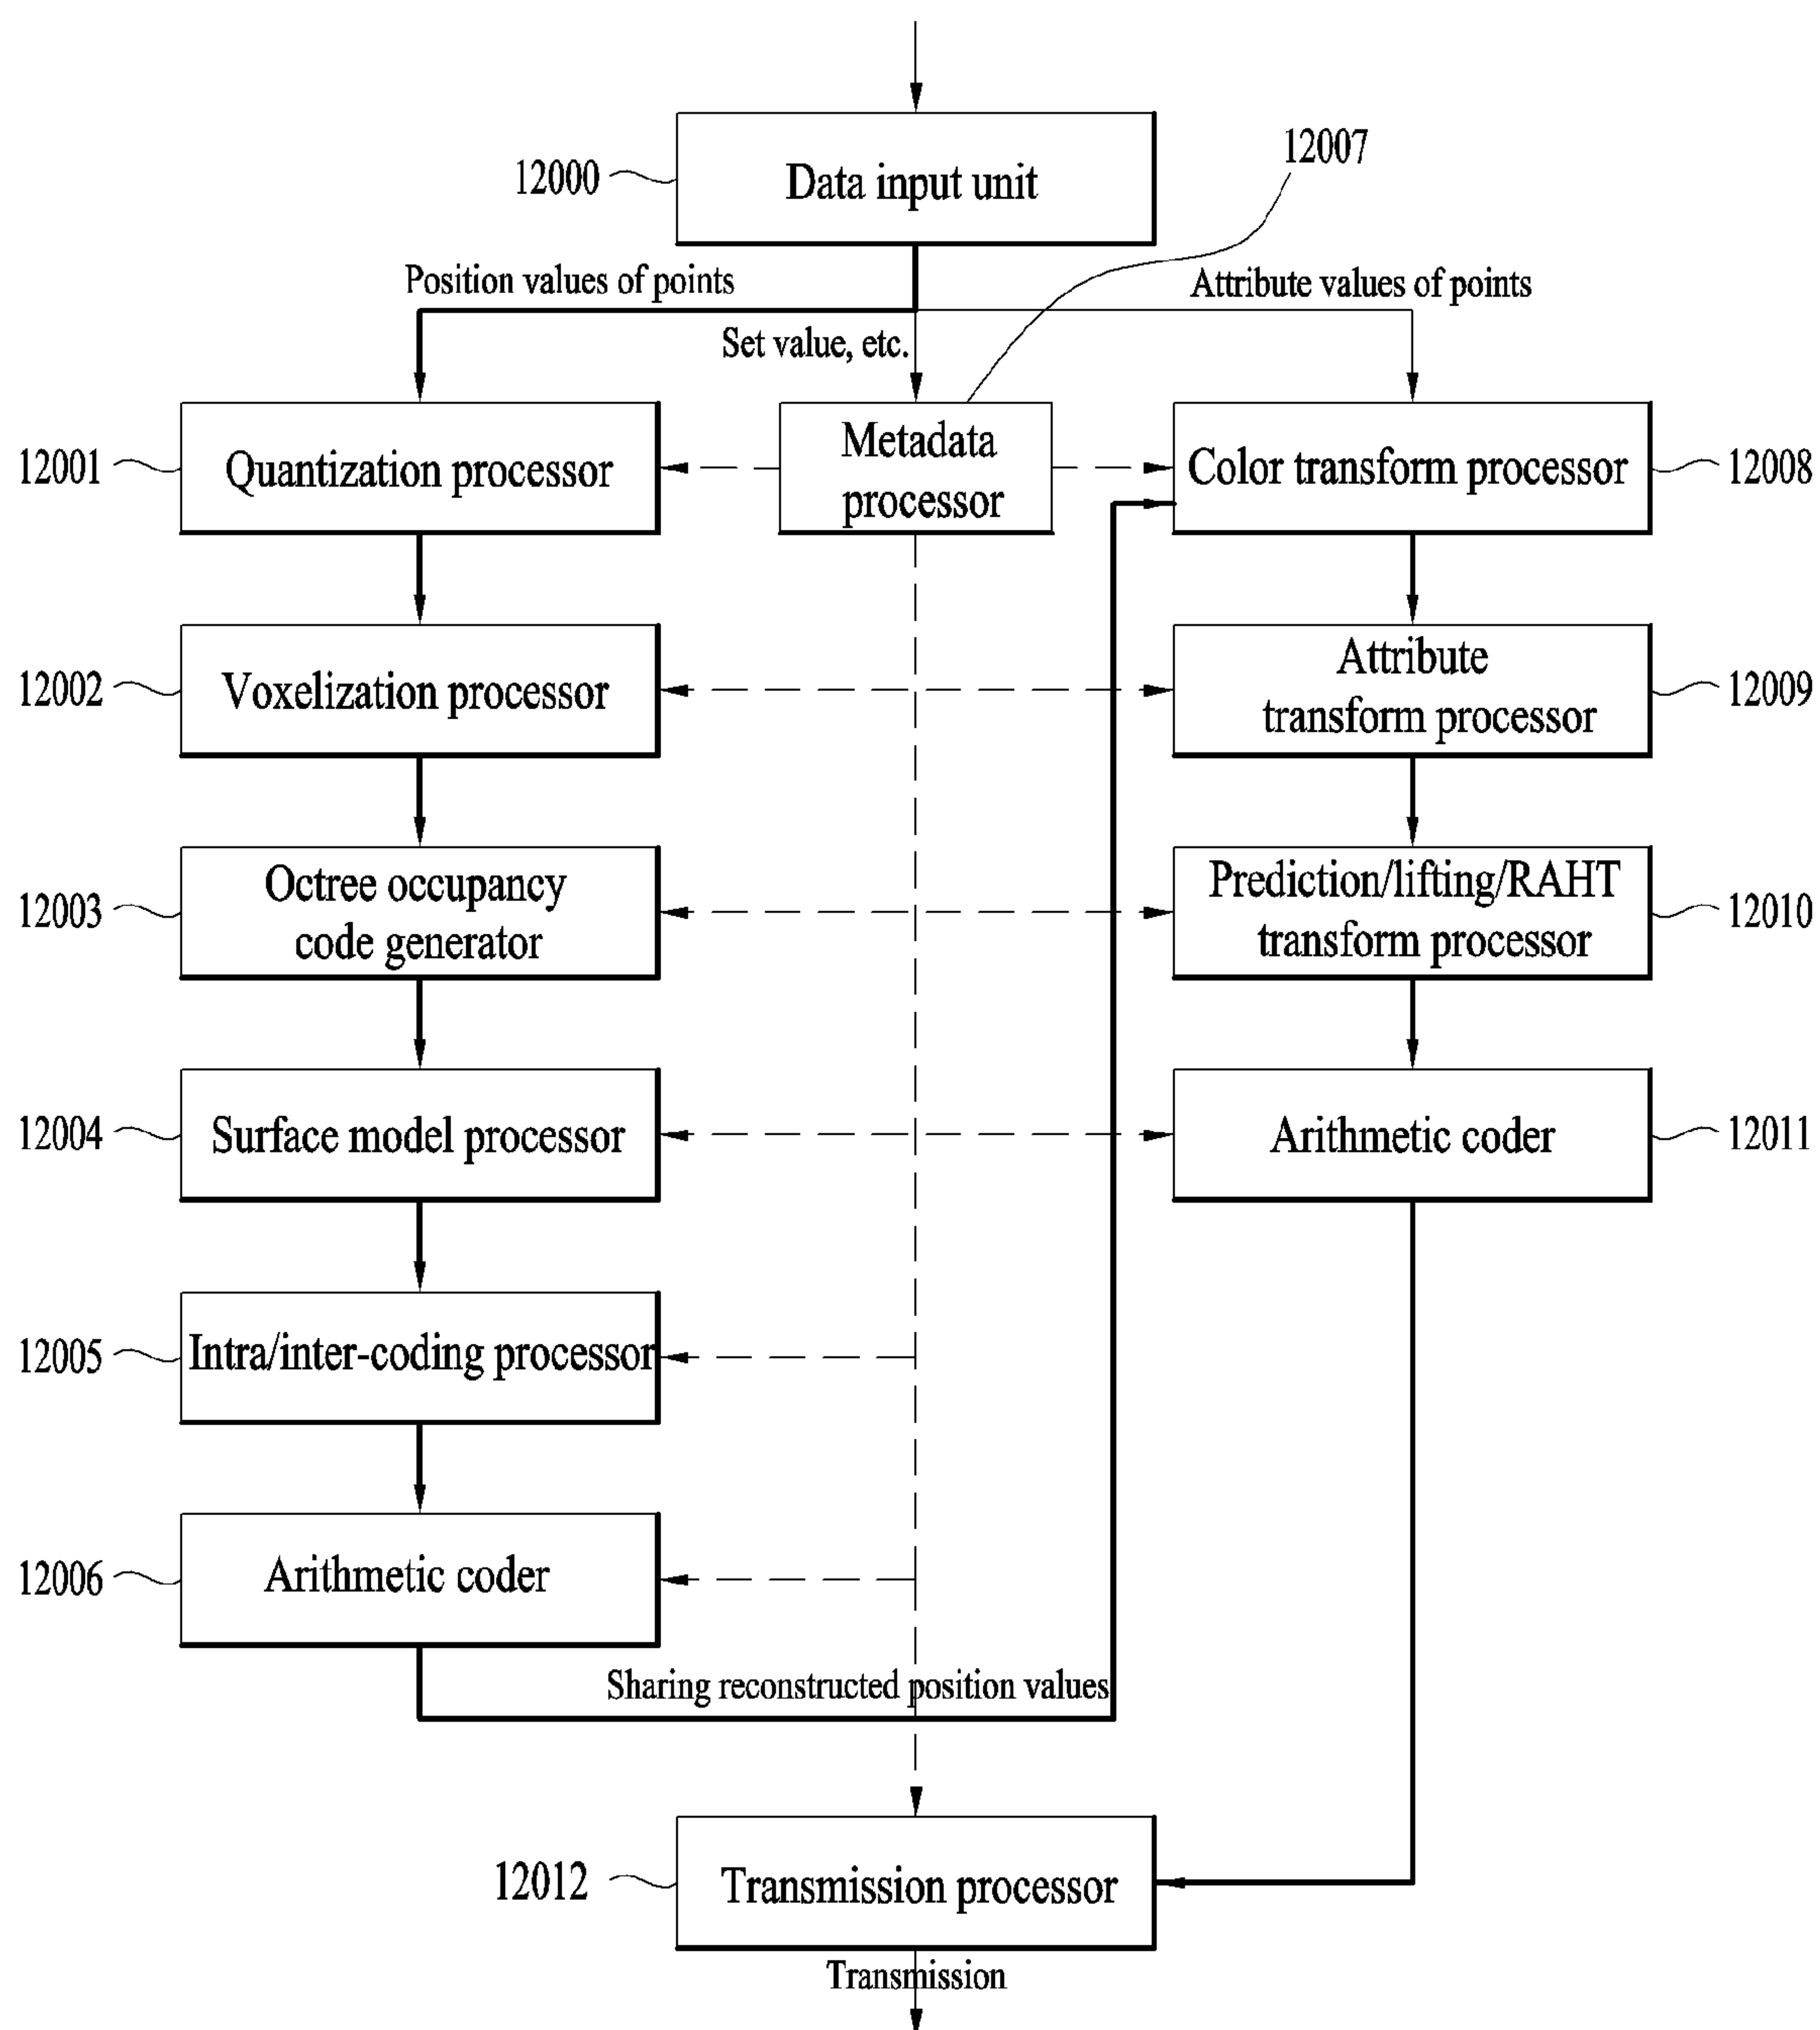 12000
Data input unit
12007
Position values of points
Set value, etc.
Attribute values of points
12001
Quantization processor
Metadata
processor
Color transform processor
12008
12002
Voxelization processor
Attribute
transform processor
12009
12003
Octree occupancy
code generator
Prediction/lifting/RAHT
transform processor
12010
12004
Surface model processor
Arithmetic coder
12011
12005
Intra/inter-coding processor
12006
Arithmetic coder
Sharing reconstructed position values
12012
Transmission processor
Transmission